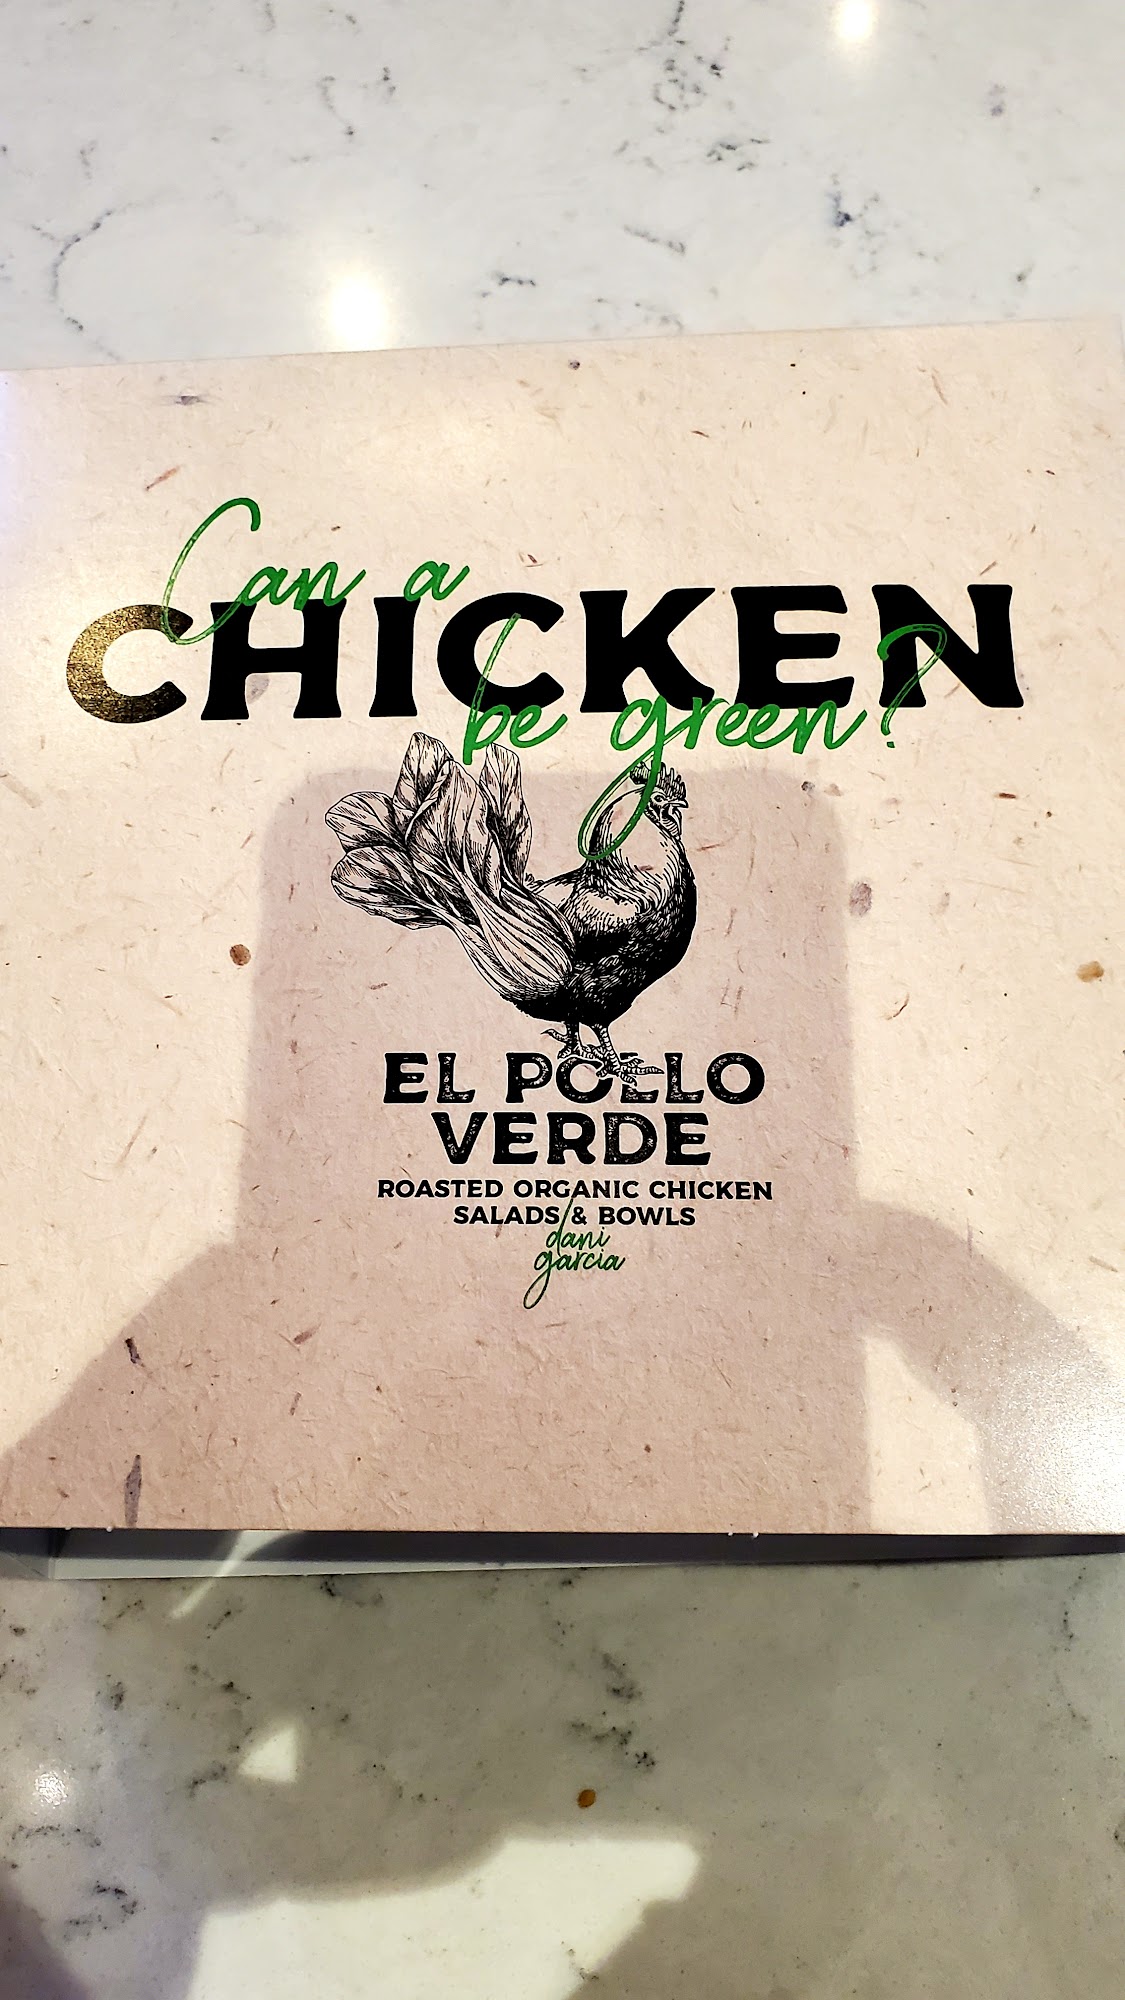 Can a
CHICKEN
be green?
EL POLLO
VERDE
ROASTED ORGANIC CHICKEN
SALADS & BOWLS
dani
garcia